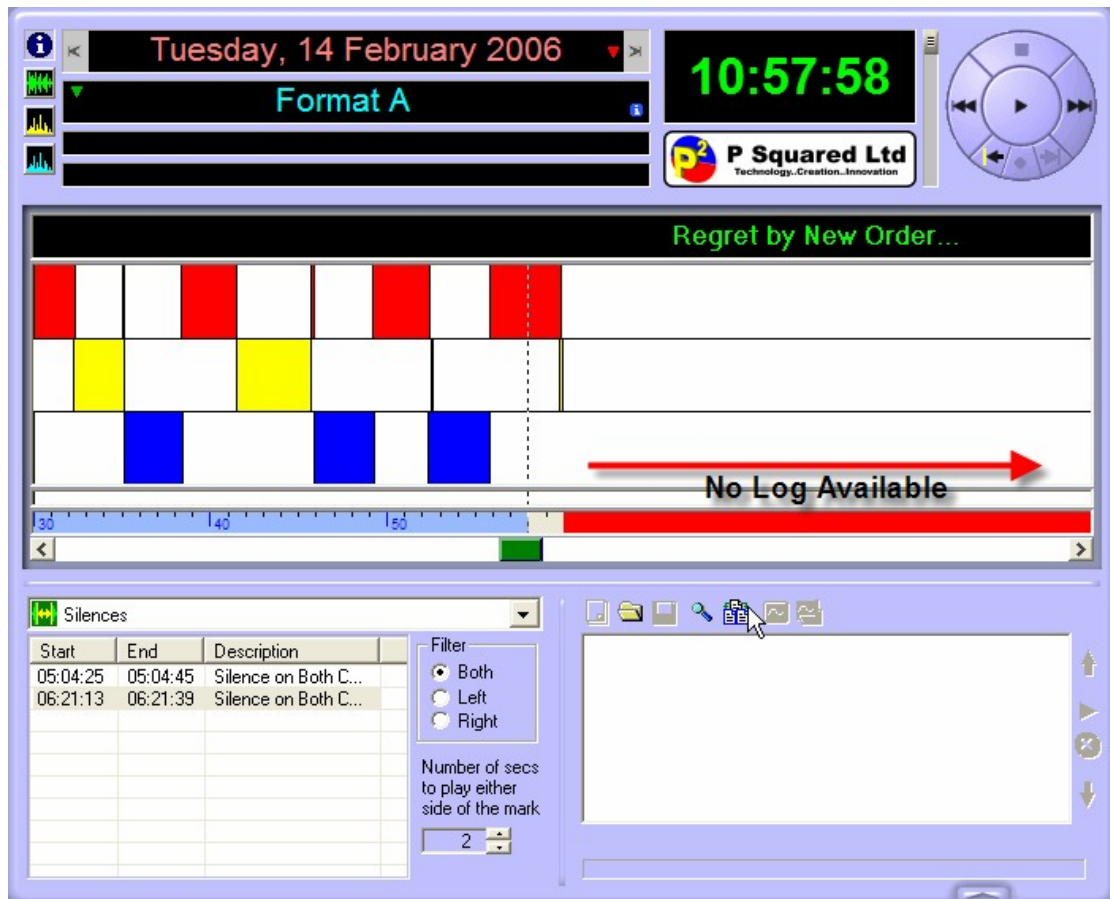 Tuesday, 14 February 2006
10:57:58
Format A
P2 P Squared Ltd
Technology..Creation..Innovation
Regret by New Order...
No Log Available
30 40 50
Silences
Start End Description
05:04:25 05:04:45 Silence on Both C...
06:21:13 06:21:39 Silence on Both C...
Filter
Both
Left
Right
Number of secs
to play either
side of the mark
2